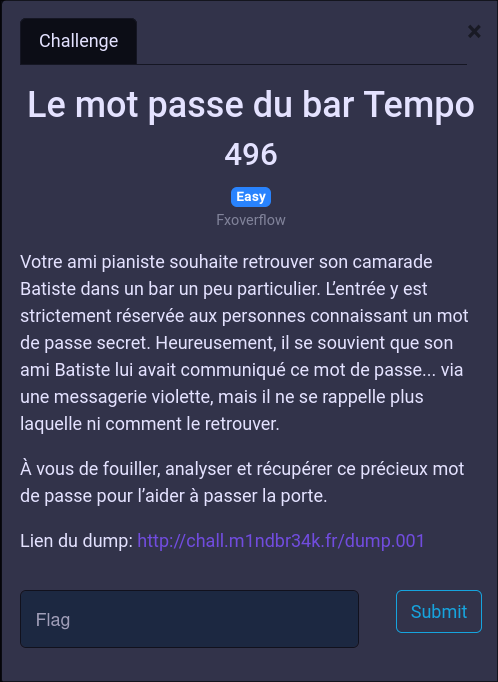 Challenge
×
Le mot passe du bar Tempo
496
Easy
Fxoverflow
Votre ami pianiste souhaite retrouver son camarade
Batiste dans un bar un peu particulier. L’entrée y est
strictement réservée aux personnes connaissant un mot
de passe secret. Heureusement, il se souvient que son
ami Batiste lui avait communiqué ce mot de passe... via
une messagerie violette, mais il ne se rappelle plus
laquelle ni comment le retrouver.
À vous de fouiller, analyser et récupérer ce précieux mot
de passe pour l’aider à passer la porte.
Lien du dump: http://chall.m1ndbr34k.fr/dump.001
Flag
Submit